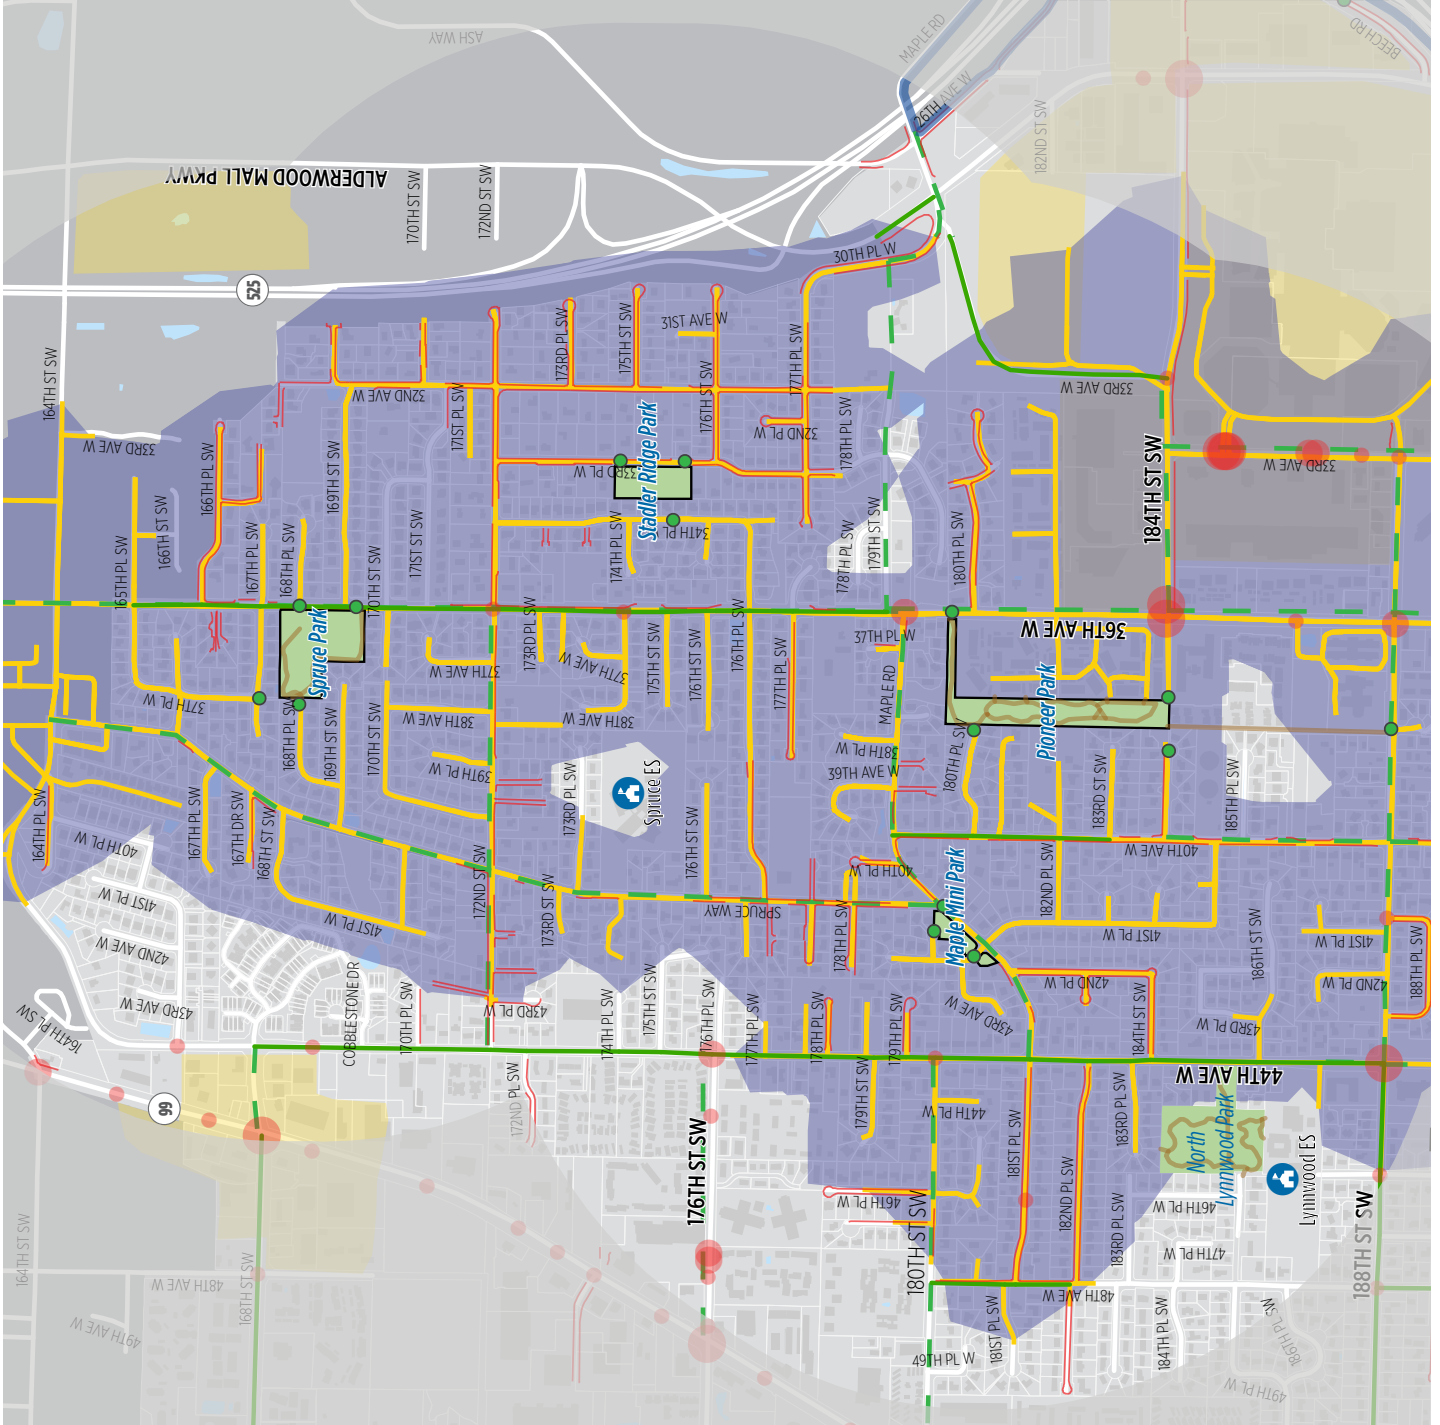 ASH WAY
MAPLE RD
BEECH RD
26TH AVE W
182ND ST SW
ALDERWOOD MALL PKWY
170TH ST SW
172ND ST SW
30TH PL W
525
31ST AVE W
164TH ST SW
173RD PL SW
175TH ST SW
177TH PL SW
176TH ST SW
32ND AVE W
33RD AVE W
171ST PL SW
32ND PL W
178TH PL SW
33RD AVE W
166TH PL SW
169TH ST SW
33RD PL W
Stadler Ridge Park
184TH ST SW
33RD AVE W
166TH ST SW
165TH PL SW
167TH PL SW
168TH PL SW
170TH ST SW
171ST ST SW
174TH PL SW
34TH PL
178TH PL SW
179TH ST SW
180TH PL SW
Spruce Park
173RD PL SW
176TH PL SW
37TH PL W
36TH AVE W
37TH PL W
37TH AVE W
37TH AVE W
175TH ST SW
176TH ST SW
177TH PL SW
MAPLE RD
Pioneer Park
168TH PL SW
169TH ST SW
170TH PL SW
38TH AVE W
38TH AVE W
38TH PL W
39TH PL W
39TH AVE W
180TH PL SW
183RD ST SW
185TH PL SW
173RD PL SW
Spruce ES
164TH PL SW
40TH PL W
167TH PL SW
167TH DR SW
168TH ST SW
172ND ST SW
176TH ST SW
40TH PL W
40TH AVE W
Maple Mini Park
182ND PL SW
41ST PL W
41ST PL W
173RD ST SW
SPRUCE WAY
178TH PL SW
41ST PL W
41ST PL W
186TH ST SW
42ND AVE W
42ND PL W
42ND PL W
188TH PL SW
43RD AVE W
COBBLESTONE DR
170TH PL SW
43RD PL W
174TH PL SW
175TH ST SW
176TH PL SW
177TH PL SW
178TH PL SW
179TH PL SW
43RD AVE W
184TH ST SW
43RD PL W
164TH PL SW
44TH AVE W
99
172ND PL SW
179TH ST SW
44TH PL W
181ST PL SW
183RD PL SW
North
Lynnwood Park
Lynnwood ES
176TH ST SW
46TH PL W
182ND PL SW
46TH PL W
180TH ST SW
183RD PL SW
47TH PL W
188TH ST SW
164TH ST SW
168TH ST SW
48TH AVE W
48TH AVE W
49TH AVE W
181ST PL SW
49TH PL W
184TH PL SW
186TH PL SW
49TH PL W